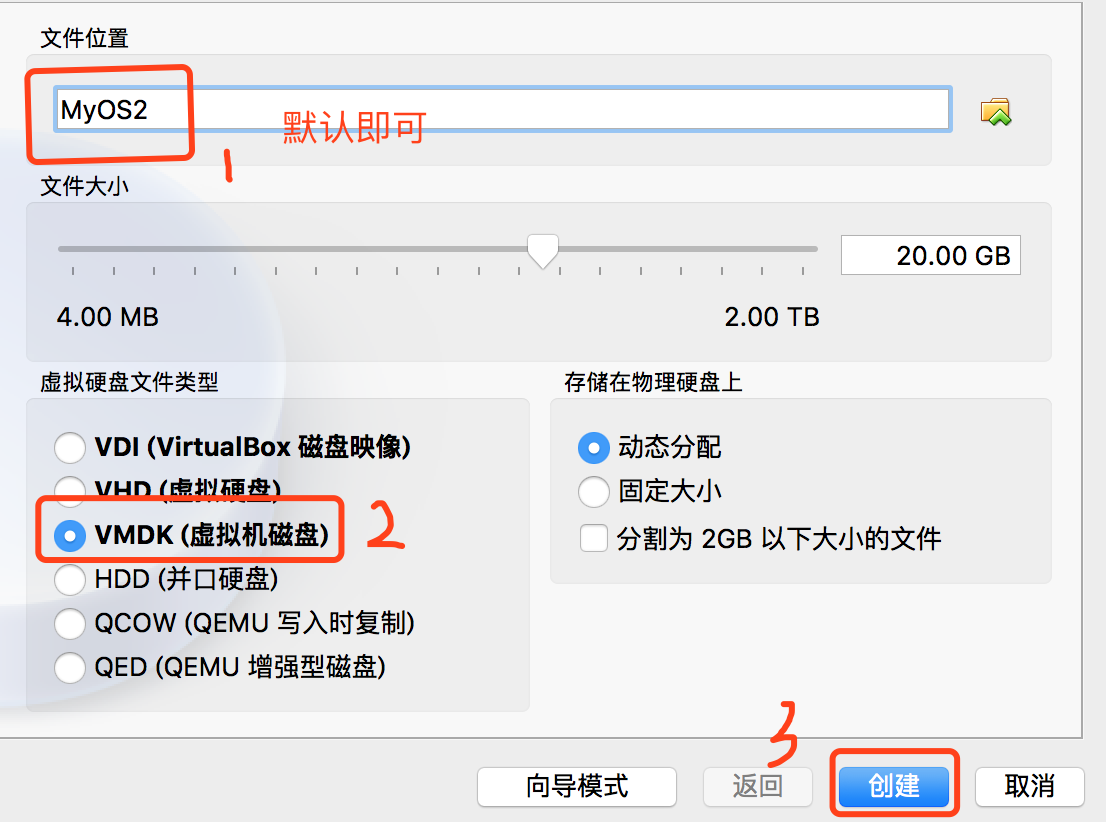 文件位置
MyOS2
默认即可
1
文件大小
20.00 GB
4.00 MB
2.00 TB
虚拟硬盘文件类型
VDI (VirtualBox 磁盘映像)
VHD (虚拟硬盘)
VMDK (虚拟机磁盘)
2
HDD (并口硬盘)
QCOW (QEMU 写入时复制)
QED (QEMU 增强型磁盘)
存储在物理硬盘上
动态分配
固定大小
分割为 2GB 以下大小的文件
3
向导模式 返回 创建 取消